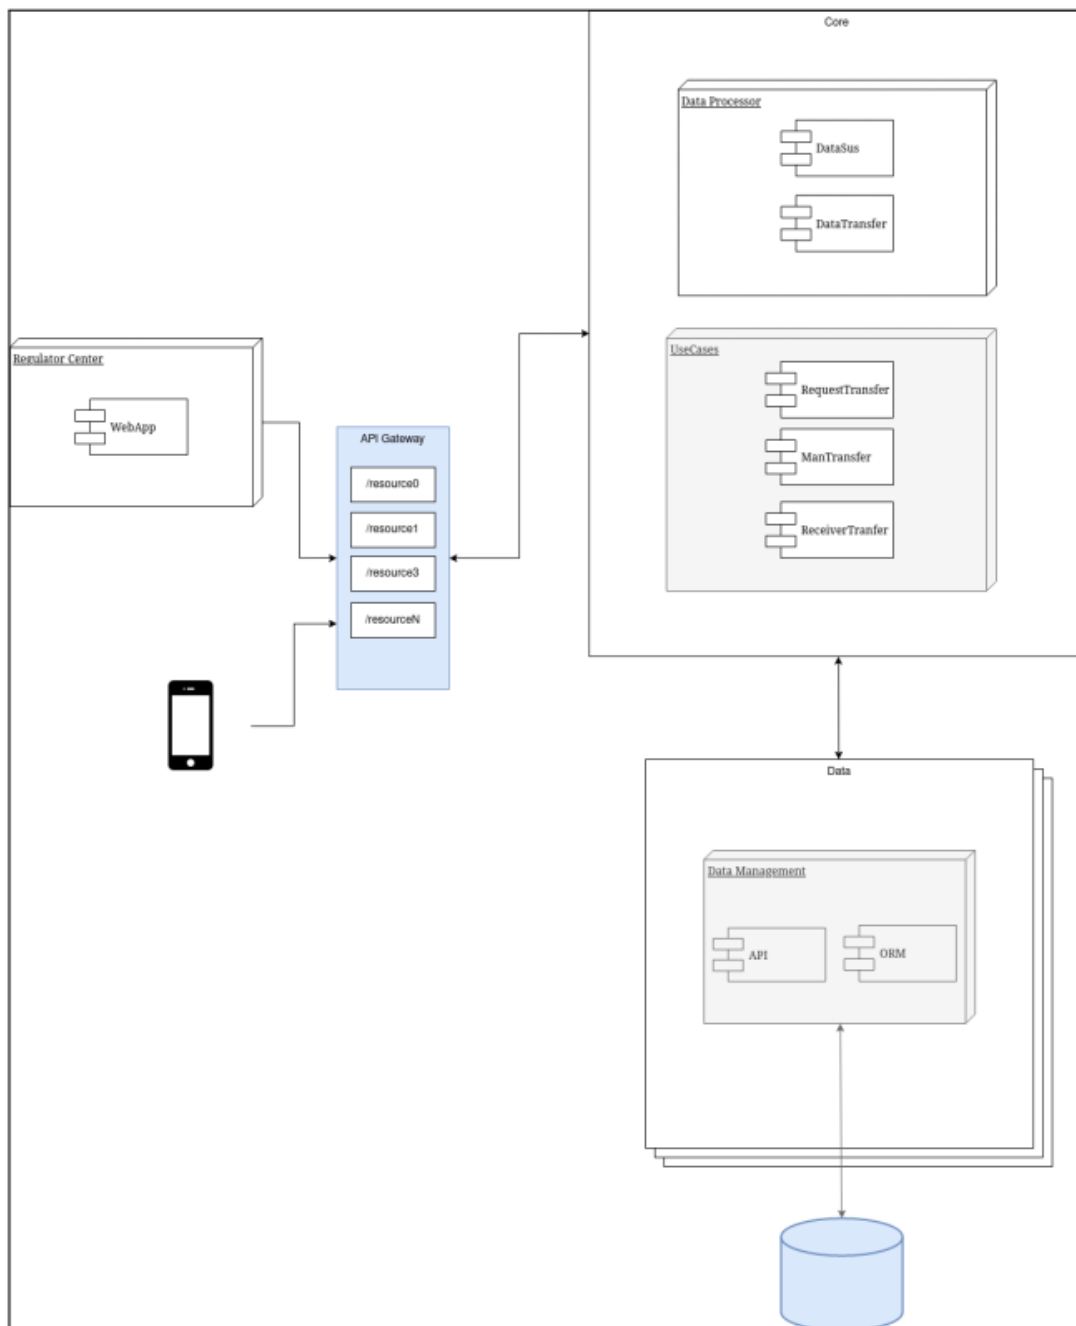 Core
Data Processor
DataSus
DataTransfer
UseCases
RequestTransfer
ManTransfer
ReceiverTranfer
Regulator Center
WebApp
API Gateway
/resource0
/resource1
/resource3
/resourceN
Data
Data Management
API
ORM